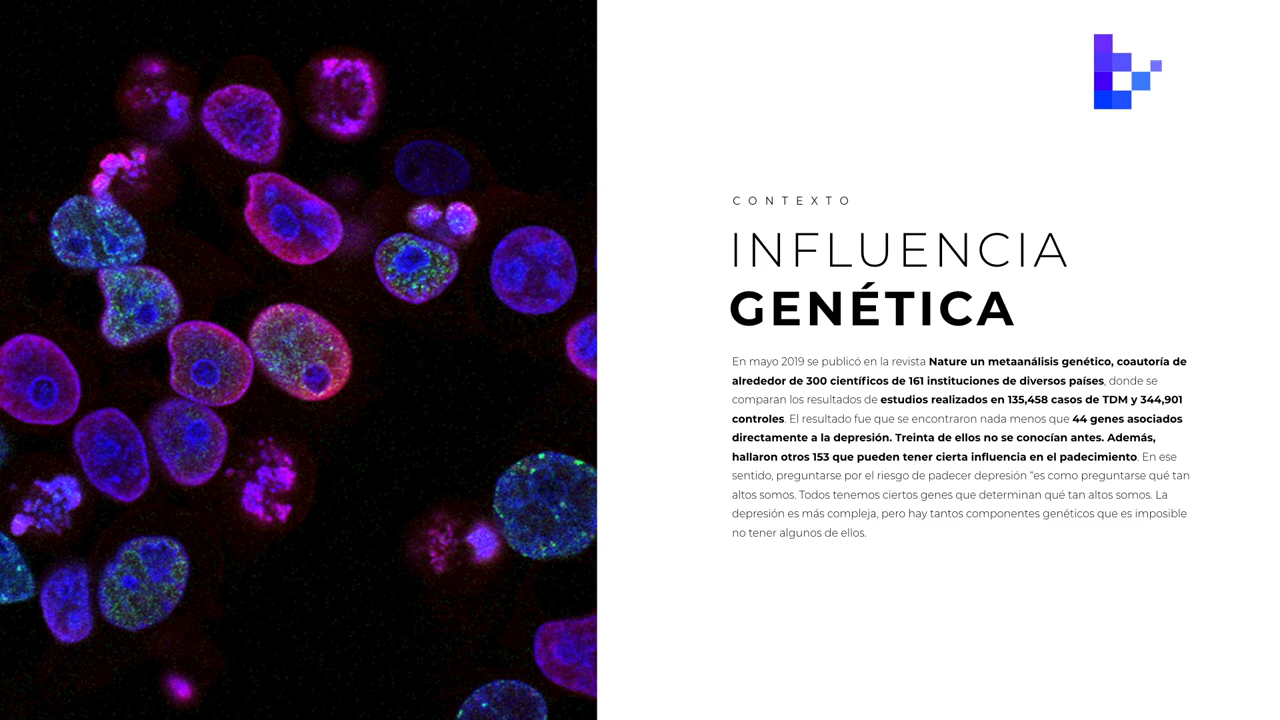 CONTEXTO
INFLUENCIA
GENÉTICA
En mayo 2019 se publicó en la revista Nature un metaanálisis genético, coautoría de
alrededor de 300 científicos de 161 instituciones de diversos países, donde se
comparan los resultados de estudios realizados en 135,458 casos de TDM y 344,901
controles. El resultado fue que se encontraron nada menos que 44 genes asociados
directamente a la depresión. Treinta de ellos no se conocían antes. Además,
hallaron otros 153 que pueden tener cierta influencia en el padecimiento. En ese
sentido, preguntarse por el riesgo de padecer depresión “es como preguntarse qué tan
altos somos. Todos tenemos ciertos genes que determinan qué tan altos somos. La
depresión es más compleja, pero hay tantos componentes genéticos que es imposible
no tener algunos de ellos.